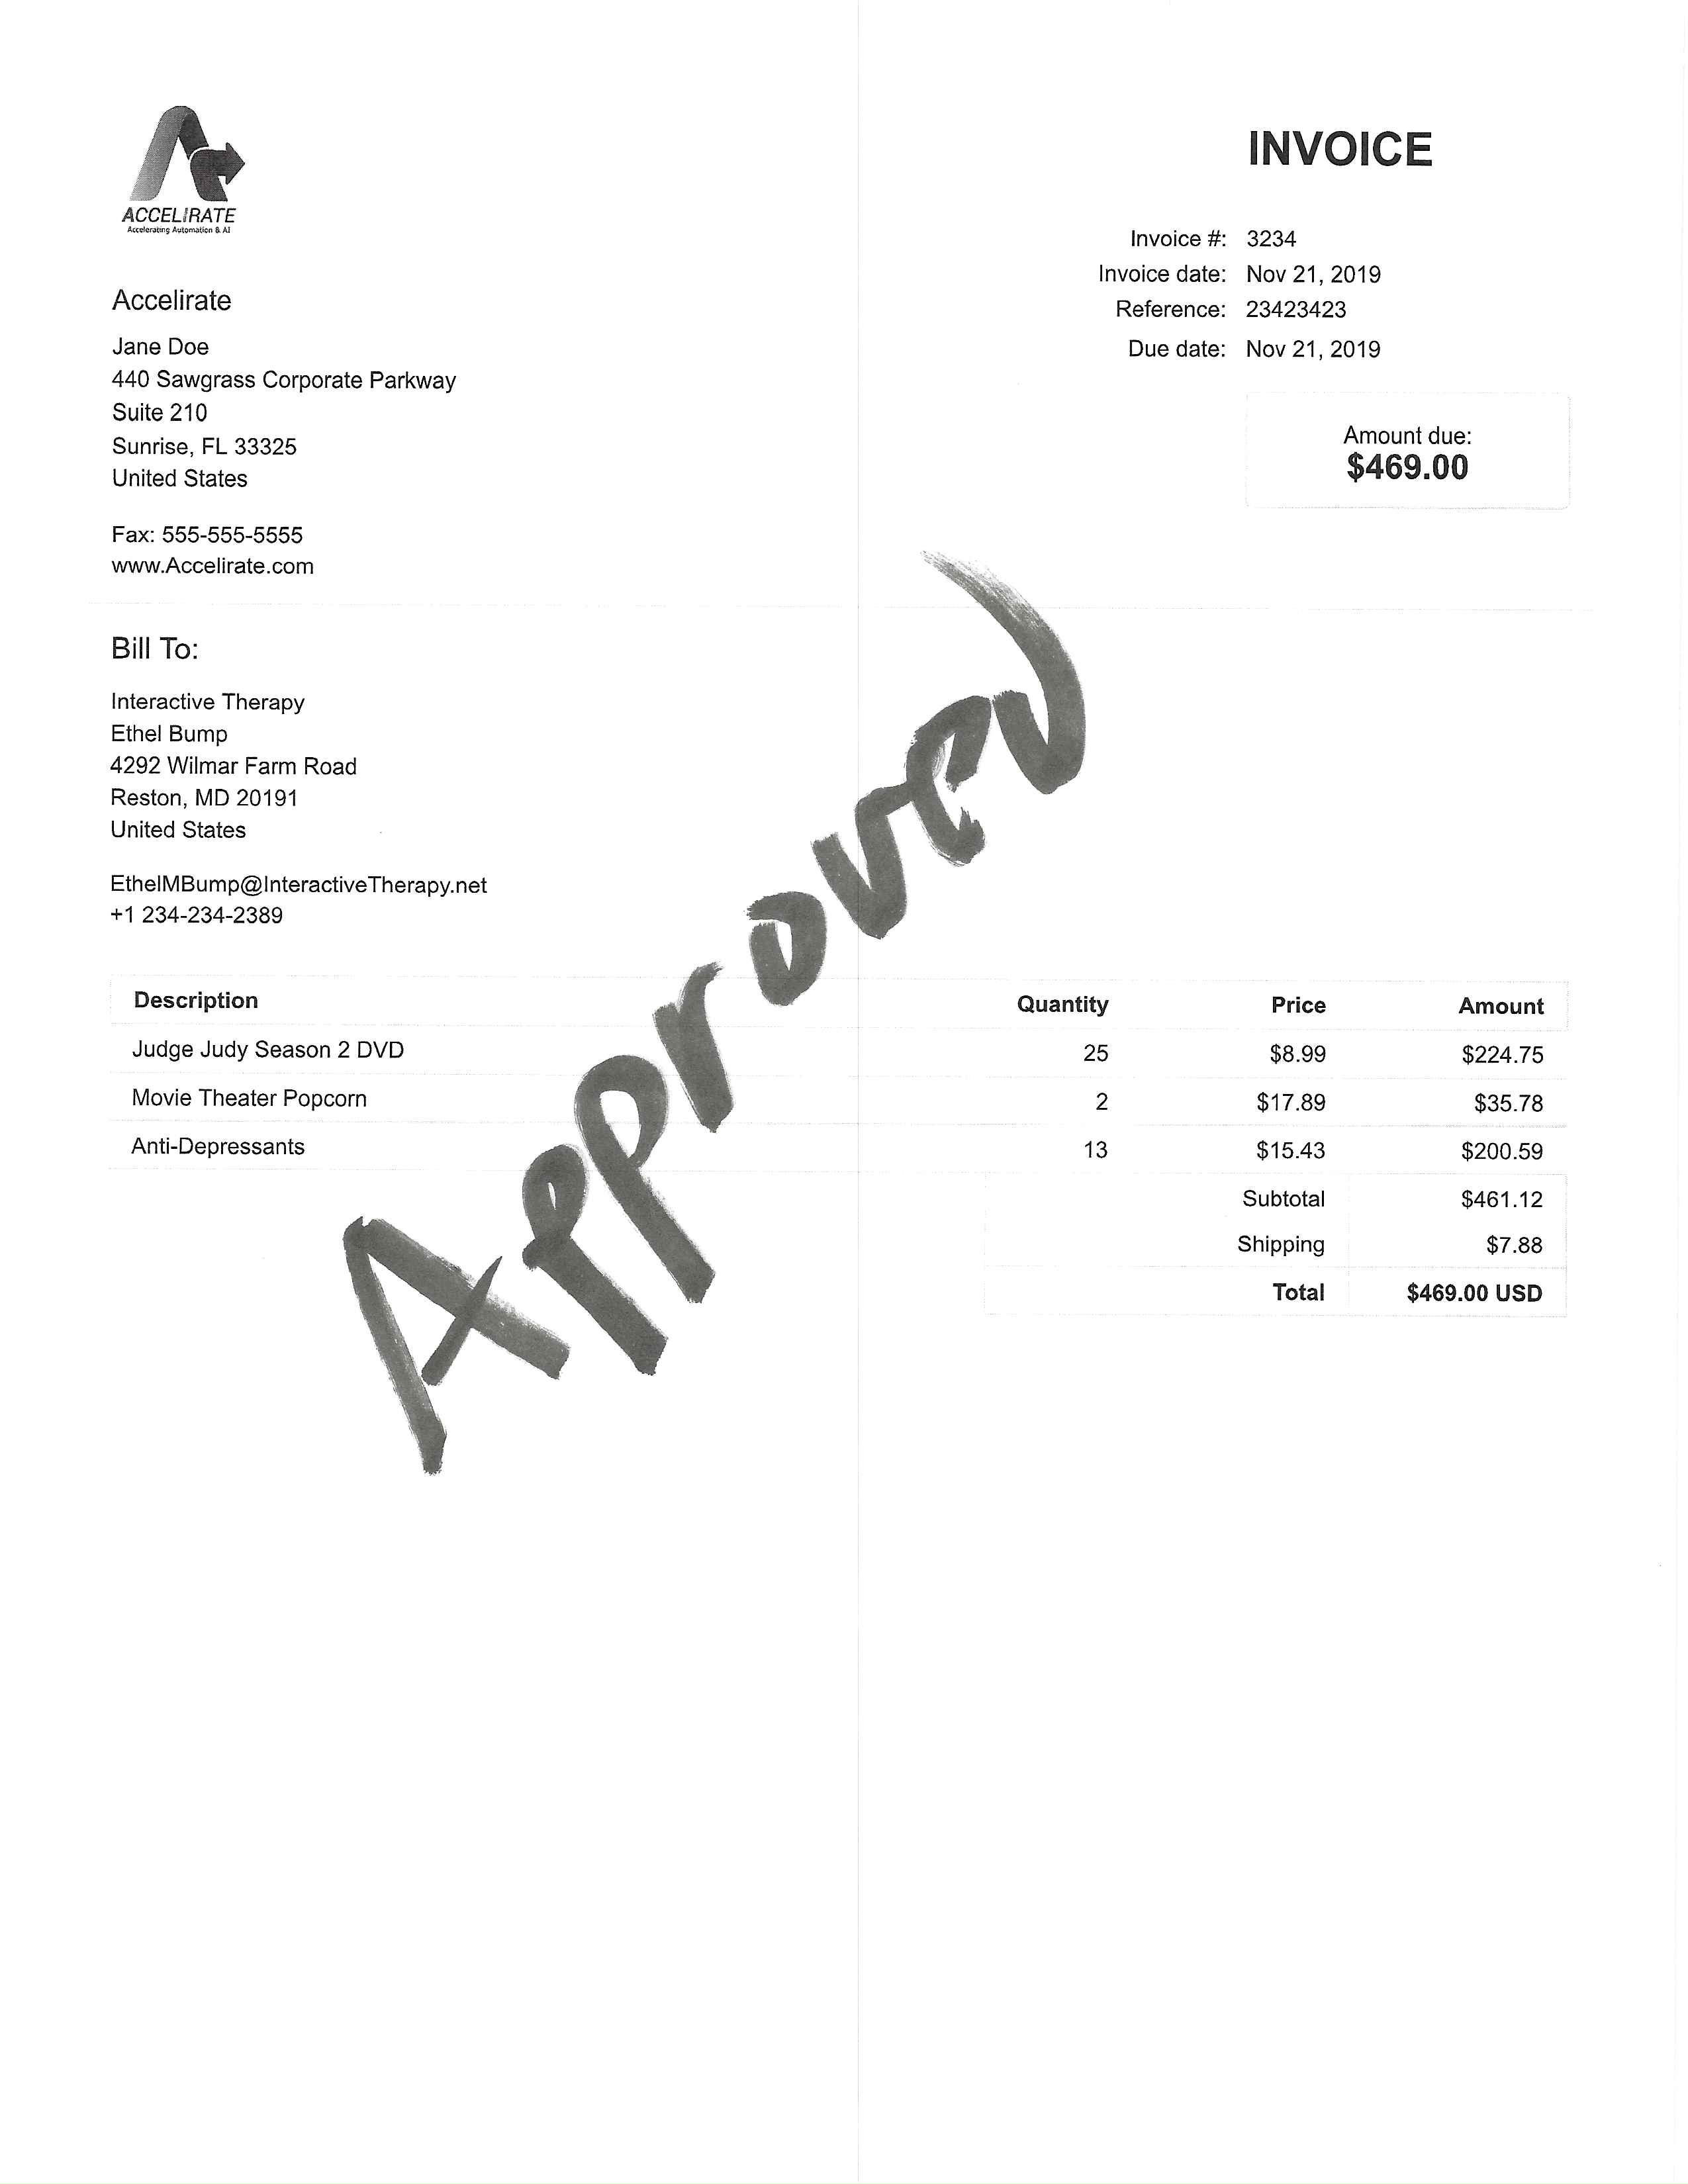 ACCELIRATE
Accelerating Automation & AI
INVOICE
Invoice #: 3234
Invoice date: Nov 21, 2019
Reference: 23423423
Due date: Nov 21, 2019
Amount due:
$469.00
Accelirate
Jane Doe
440 Sawgrass Corporate Parkway
Suite 210
Sunrise, FL 33325
United States
Fax: 555-555-5555
www.Accelirate.com
Bill To:
Interactive Therapy
Ethel Bump
4292 Wilmar Farm Road
Reston, MD 20191
United States
EthelMBump@InteractiveTherapy.net
+1 234-234-2389
Approved
Description Quantity Price Amount
Judge Judy Season 2 DVD 25 $8.99 $224.75
Movie Theater Popcorn 2 $17.89 $35.78
Anti-Depressants 13 $15.43 $200.59
Subtotal $461.12
Shipping $7.88
Total $469.00 USD